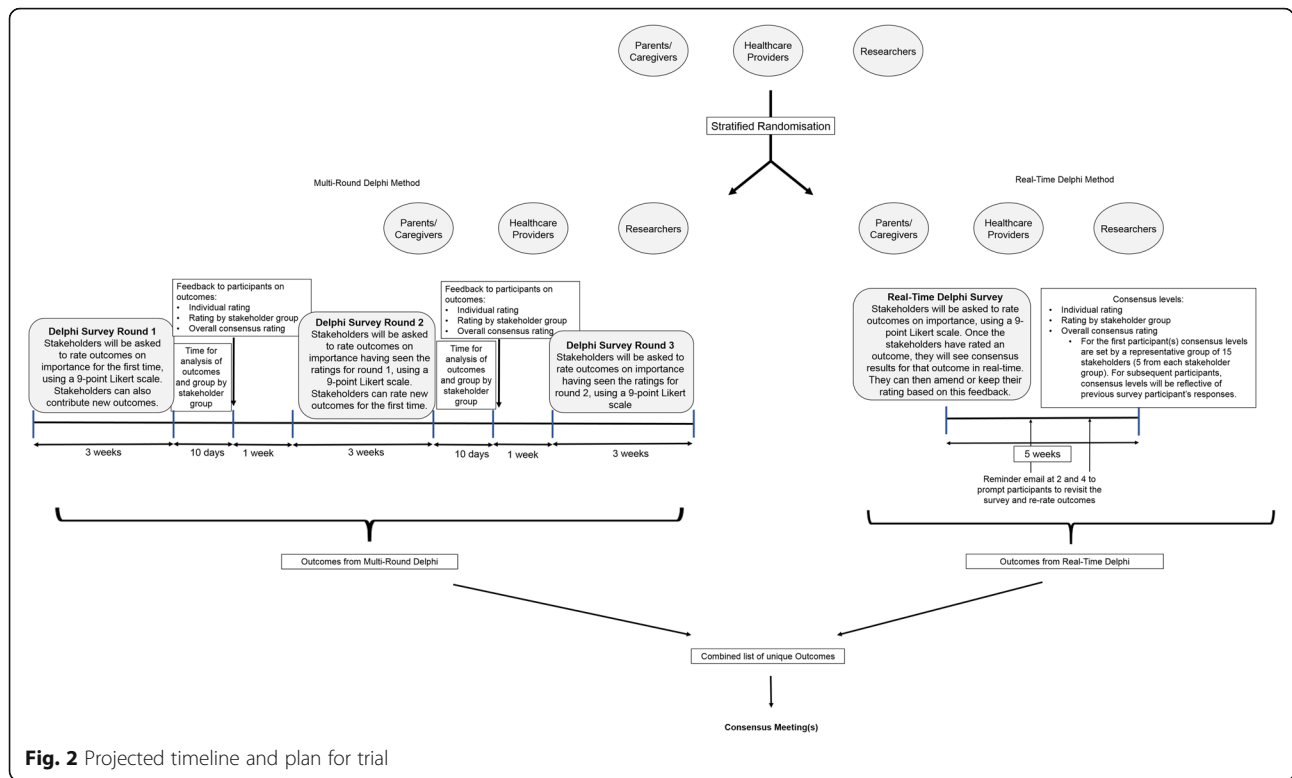 Parents/
Caregivers
Healthcare
Providers
Researchers
Stratified Randomisation
Multi-Round Delphi Method
Real-Time Delphi Method
Parents/
Caregivers
Healthcare
Providers
Researchers
Parents/
Caregivers
Healthcare
Providers
Researchers
Delphi Survey Round 1
Stakeholders will be asked
to rate outcomes on
importance for the first time,
using a 9-point Likert scale.
Stakeholders can also
contribute new outcomes.
Feedback to participants on
outcomes:
• Individual rating
• Rating by stakeholder group
• Overall consensus rating
Time for
analysis of
outcomes
and group by
stakeholder
group
Delphi Survey Round 2
Stakeholders will be asked
to rate outcomes on
importance having seen the
ratings for round 1, using a
9-point Likert scale.
Stakeholders can rate new
outcomes for the first time.
Feedback to participants on
outcomes:
• Individual rating
• Rating by stakeholder group
• Overall consensus rating
Time for
analysis of
outcomes
and group by
stakeholder
group
Delphi Survey Round 3
Stakeholders will be asked to
rate outcomes on importance
having seen the ratings for
round 2, using a 9-point Likert
scale
Real-Time Delphi Survey
Stakeholders will be asked to rate
outcomes on importance, using a 9-
point Likert scale. Once the
stakeholders have rated an
outcome, they will see consensus
results for that outcome in real-time.
They can then amend or keep their
rating based on this feedback.
Consensus levels:
• Individual rating
• Rating by stakeholder group
• Overall consensus rating
• For the first participant(s) consensus levels
are set by a representative group of 15
stakeholders (5 from each stakeholder
group). For subsequent participants,
consensus levels will be reflective of
previous survey participant's responses.
3 weeks
10 days
1 week
3 weeks
10 days
1 week
3 weeks
5 weeks
Reminder email at 2 and 4 to
prompt participants to revisit the
survey and re-rate outcomes
Outcomes from Multi-Round Delphi
Outcomes from Real-Time Delphi
Combined list of unique Outcomes
Consensus Meeting(s)
Fig. 2 Projected timeline and plan for trial